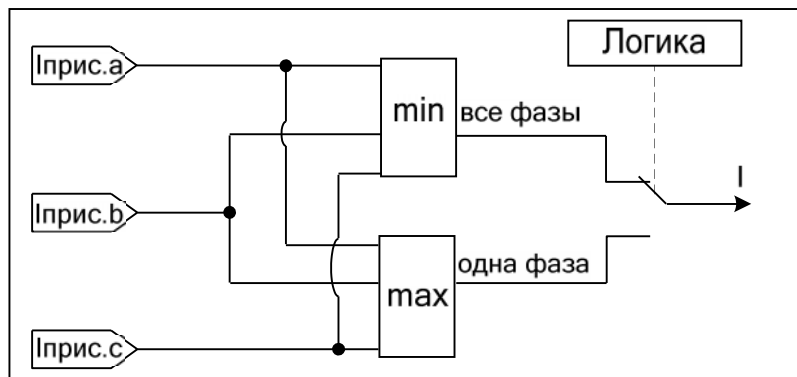 Iприс.a
Iприс.b
Iприс.c
min
max
все фазы
одна фаза
Логика
I